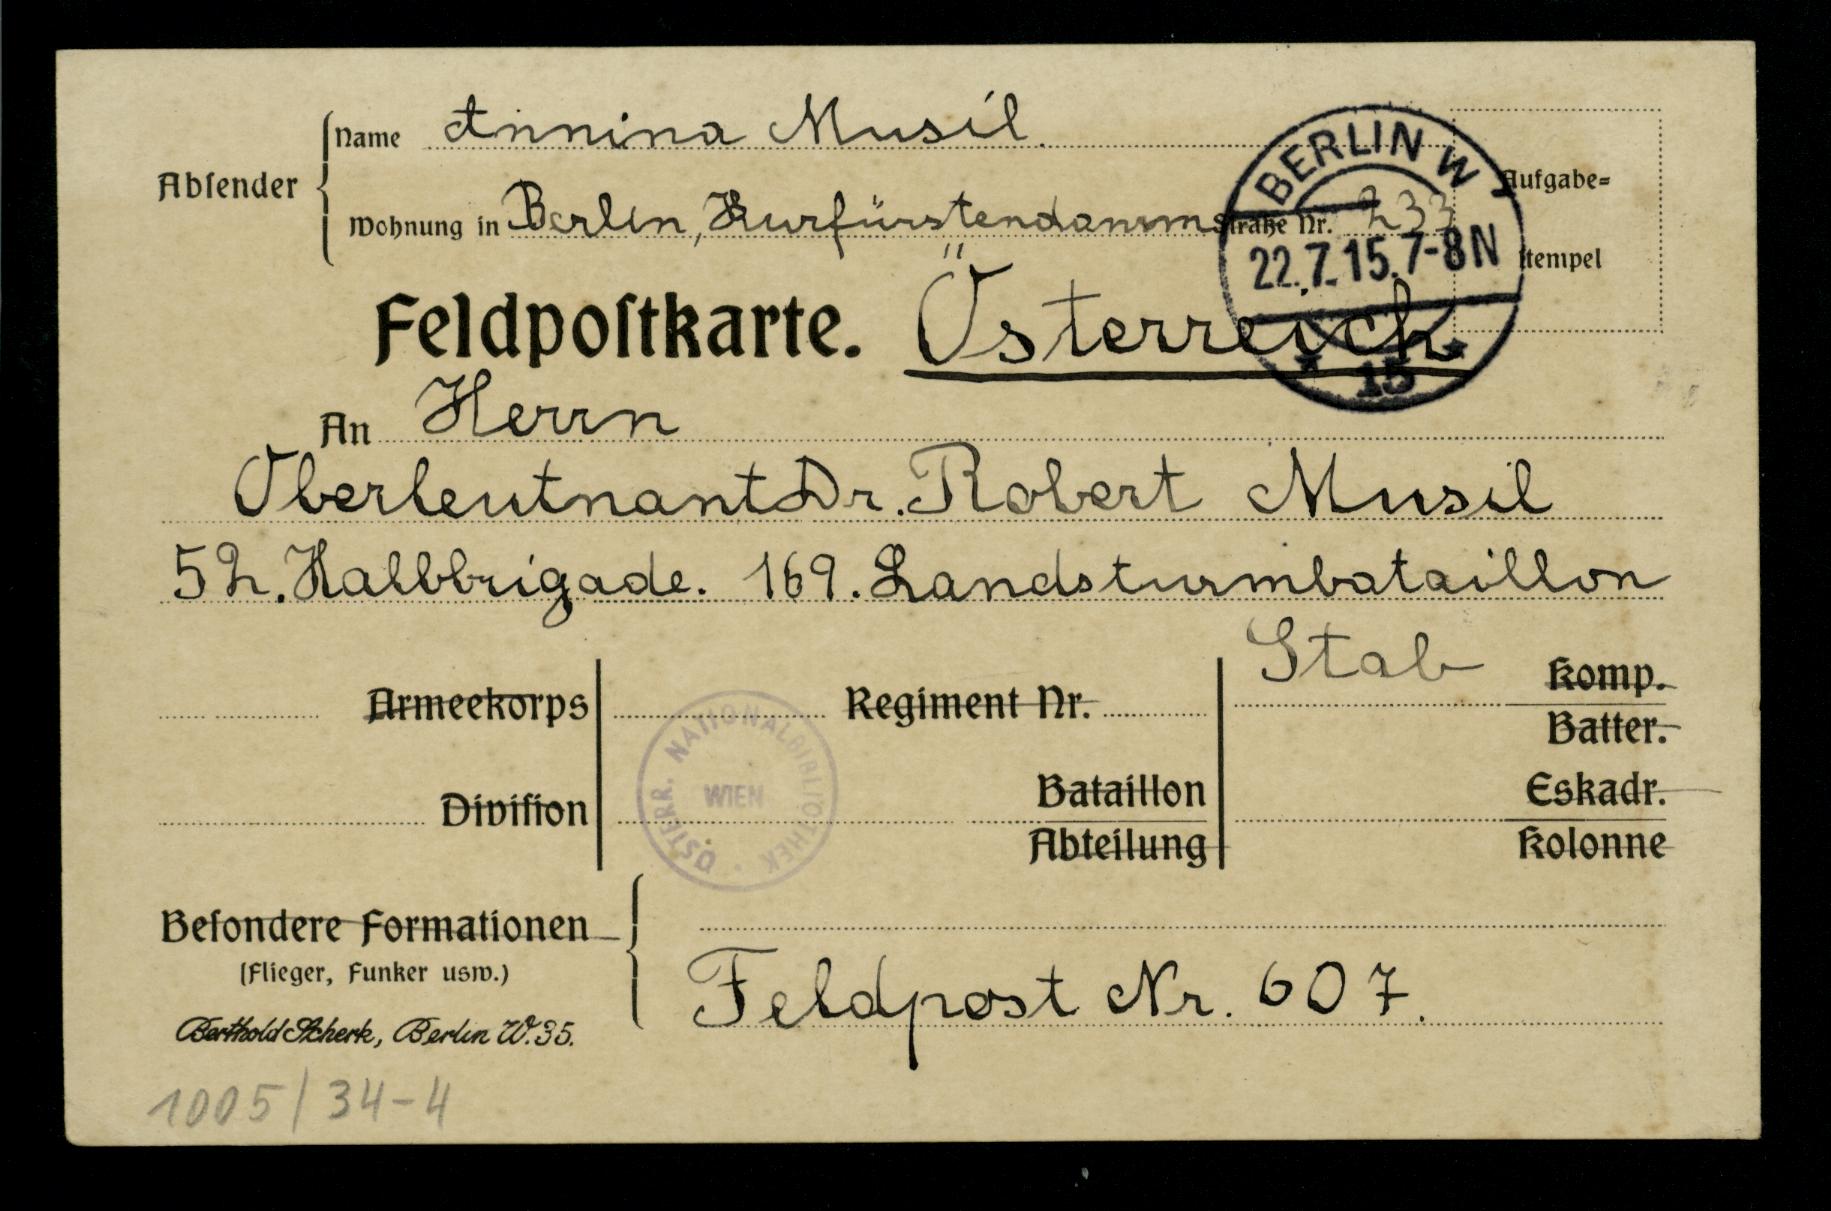 Absender
Name Annina Musil.
Wohnung in Berlin, Kurfürstendamm Straße Nr. 233
BERLIN W
22.7.15.7-8N
* 15 *
Aufgabe=
stempel
Feldpostkarte. Österreich
An Herrn
Oberleutnant Dr. Robert Musil
52. Halbbrigade. 169. Landsturmbataillon
Stab
Armeekorps
Regiment Nr.
Komp.
Batter.
Division
Bataillon
Abteilung
Eskadr.
Kolonne
ÖSTERR. NATIONALBIBLIOTHEK
WIEN
Besondere Formationen
(Flieger, Funker usw.)
Feldpost Nr. 607.
Berthold Scherk, Berlin W. 35.
1005/34-4